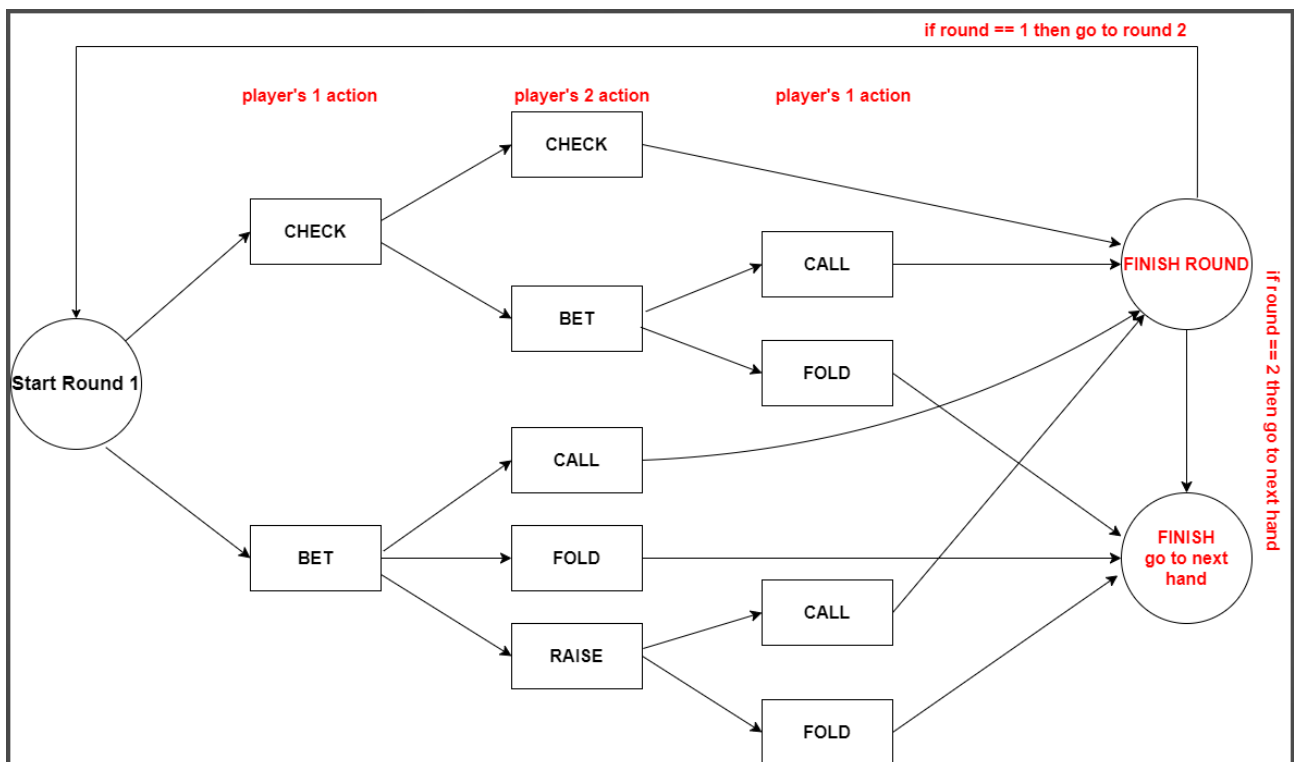 if round == 1 then go to round 2
player's 1 action
player's 2 action
player's 1 action
CHECK
CHECK
CALL
FINISH ROUND
BET
if round == 2 then go to next hand
Start Round 1
FOLD
CALL
BET
FOLD
FINISH
go to next
hand
CALL
RAISE
FOLD